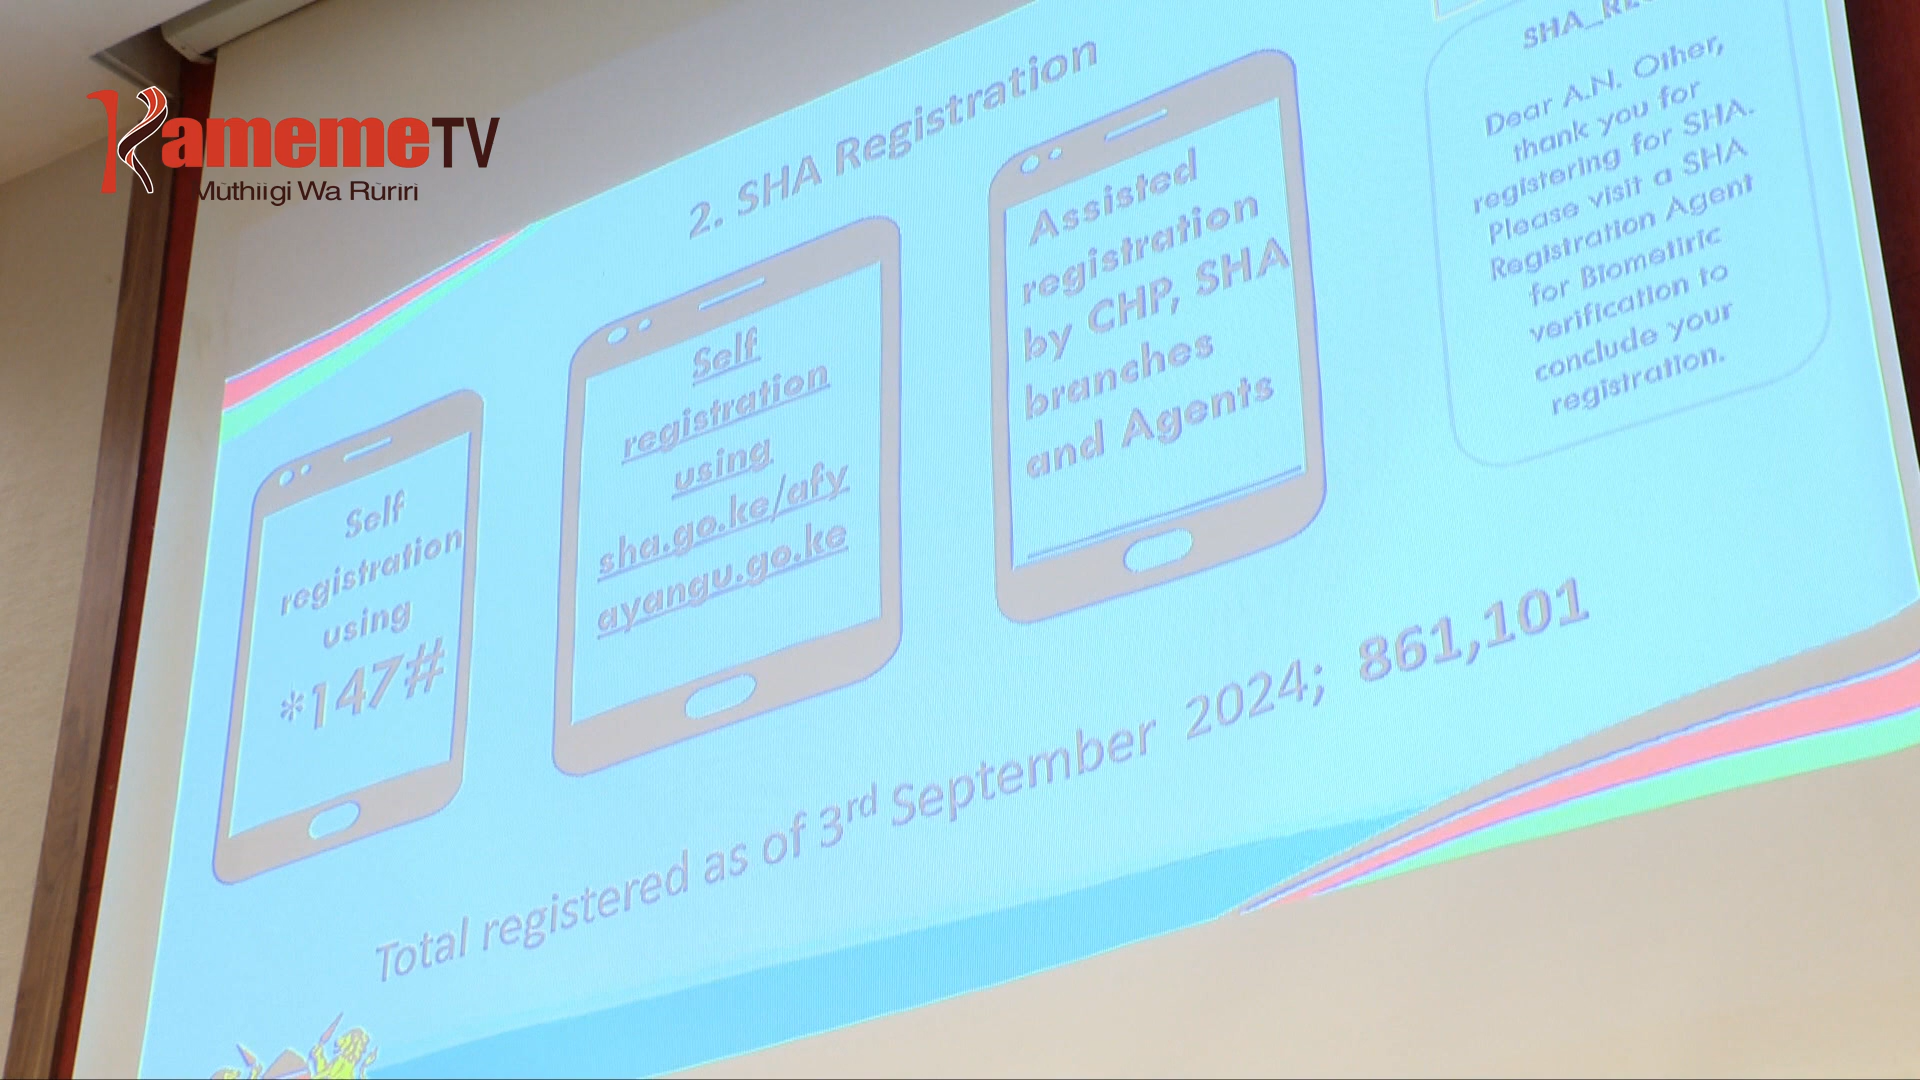 KamemeTV
Mũthiigi Wa Rũrĩrĩ
2. SHA Registration
Self
registration
using
*147#
Self
registration
using
sha.go.ke/afy
ayangu.go.ke
Assisted
registration
by CHP, SHA
branches
and Agents
Dear A.N. Other,
thank you for
registering for SHA.
Please visit a SHA
Registration Agent
for Biometiric
verification to
conclude your
registration.
Total registered as of 3rd September 2024; 861,101